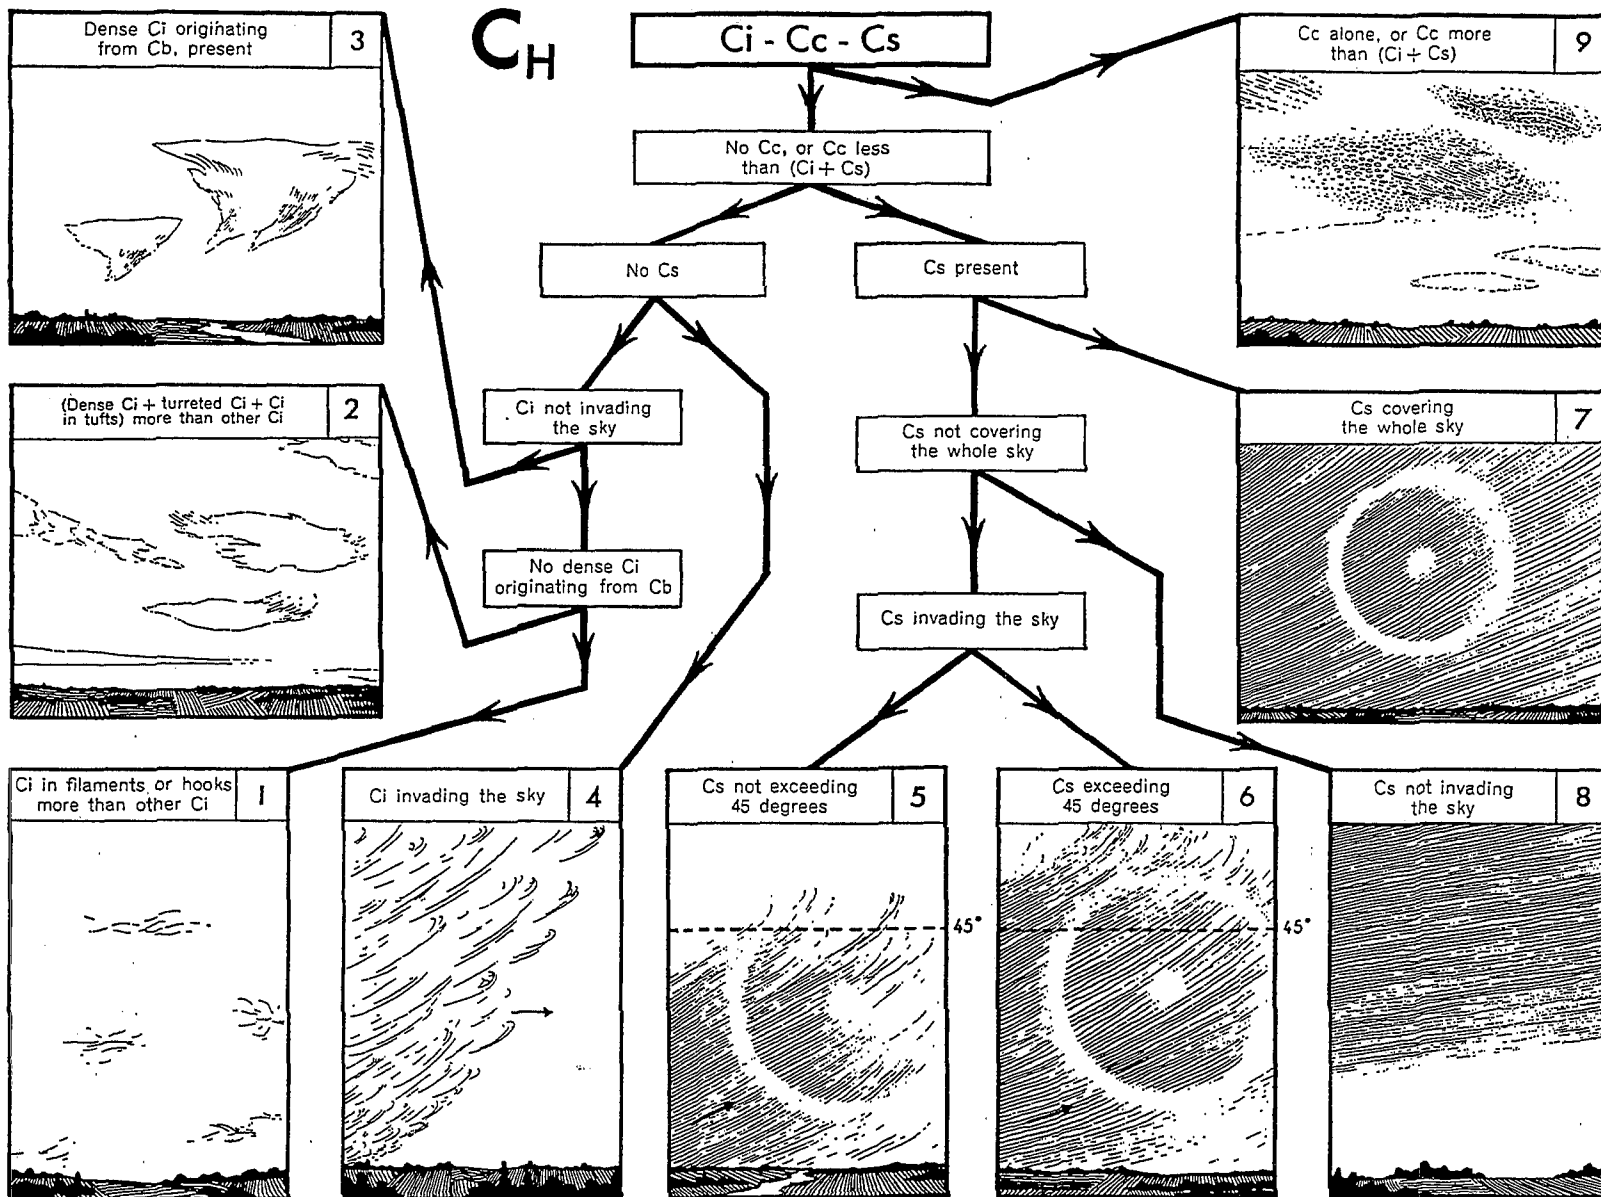 Dense Ci originating
from Cb, present
3
C_H
Ci - Cc - Cs
Cc alone, or Cc more
than (Ci + Cs)
9
No Cc, or Cc less
than (Ci + Cs)
No Cs
Cs present
(Dense Ci + turreted Ci + Ci
in tufts) more than other Ci
2
Ci not invading
the sky
Cs not covering
the whole sky
Cs covering
the whole sky
7
No dense Ci
originating from Cb
Cs invading the sky
Ci in filaments or hooks
more than other Ci
1
Ci invading the sky
4
Cs not exceeding
45 degrees
5
45°
Cs exceeding
45 degrees
6
45°
Cs not invading
the sky
8